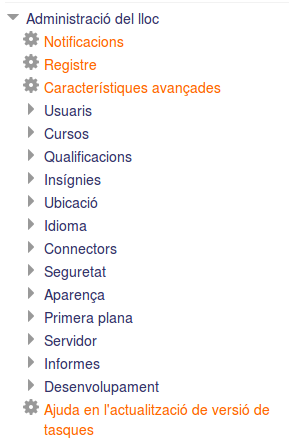 Administració del lloc
Notificacions
Registre
Característiques avançades
Usuaris
Cursos
Qualificacions
Insígnies
Ubicació
Idioma
Connectors
Seguretat
Aparença
Primera plana
Servidor
Informes
Desenvolupament
Ajuda en l'actualització de versió de
tasques